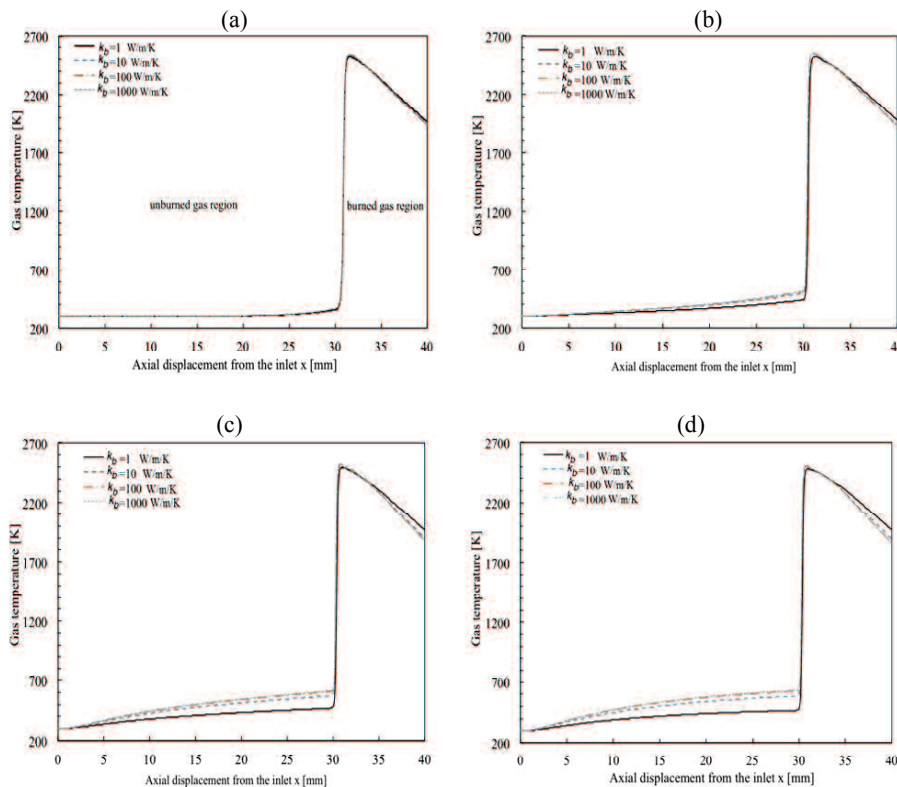 (a)
2700
2200
1700
1200
700
200
Gas temperature [K]
k_b=1 W/m/K
k_b=10 W/m/K
k_b=100 W/m/K
k_b=1000 W/m/K
unburned gas region
burned gas region
0 5 10 15 20 25 30 35 40
Axial displacement from the inlet x [mm]
(b)
2700
2200
1700
1200
700
200
Gas temperature [K]
k_b=1 W/m/K
k_b=10 W/m/K
k_b=100 W/m/K
k_b=1000 W/m/K
0 5 10 15 20 25 30 35 40
Axial displacement from the inlet x [mm]
(c)
2700
2200
1700
1200
700
200
Gas temperature [K]
k_b=1 W/m/K
k_b=10 W/m/K
k_b=100 W/m/K
k_b=1000 W/m/K
0 5 10 15 20 25 30 35 40
Axial displacement from the inlet x [mm]
(d)
2700
2200
1700
1200
700
200
Gas temperature [K]
k_b=1 W/m/K
k_b=10 W/m/K
k_b=100 W/m/K
k_b=1000 W/m/K
0 5 10 15 20 25 30 35 40
Axial displacement from the inlet x [mm]